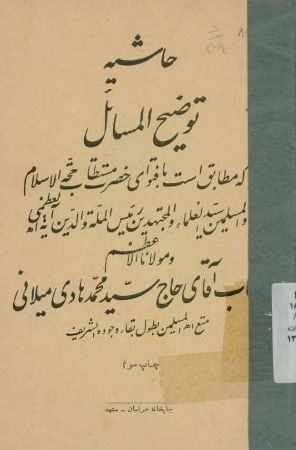 حاشیه
توضیح المسائل
که مطابق است با فتوای حضرت مستطاب حجة الاسلام
والمسلمین سید العلماء والمجتهدین رئیس الملة والدین آیة الله العظمی
ومولانا الاعظم
آقای حاج سید محمد هادی میلانی
متع الله المسلمین بطول بقاء وجوده الشریف
چاپ سوم
چاپخانه خراسان - مشهد